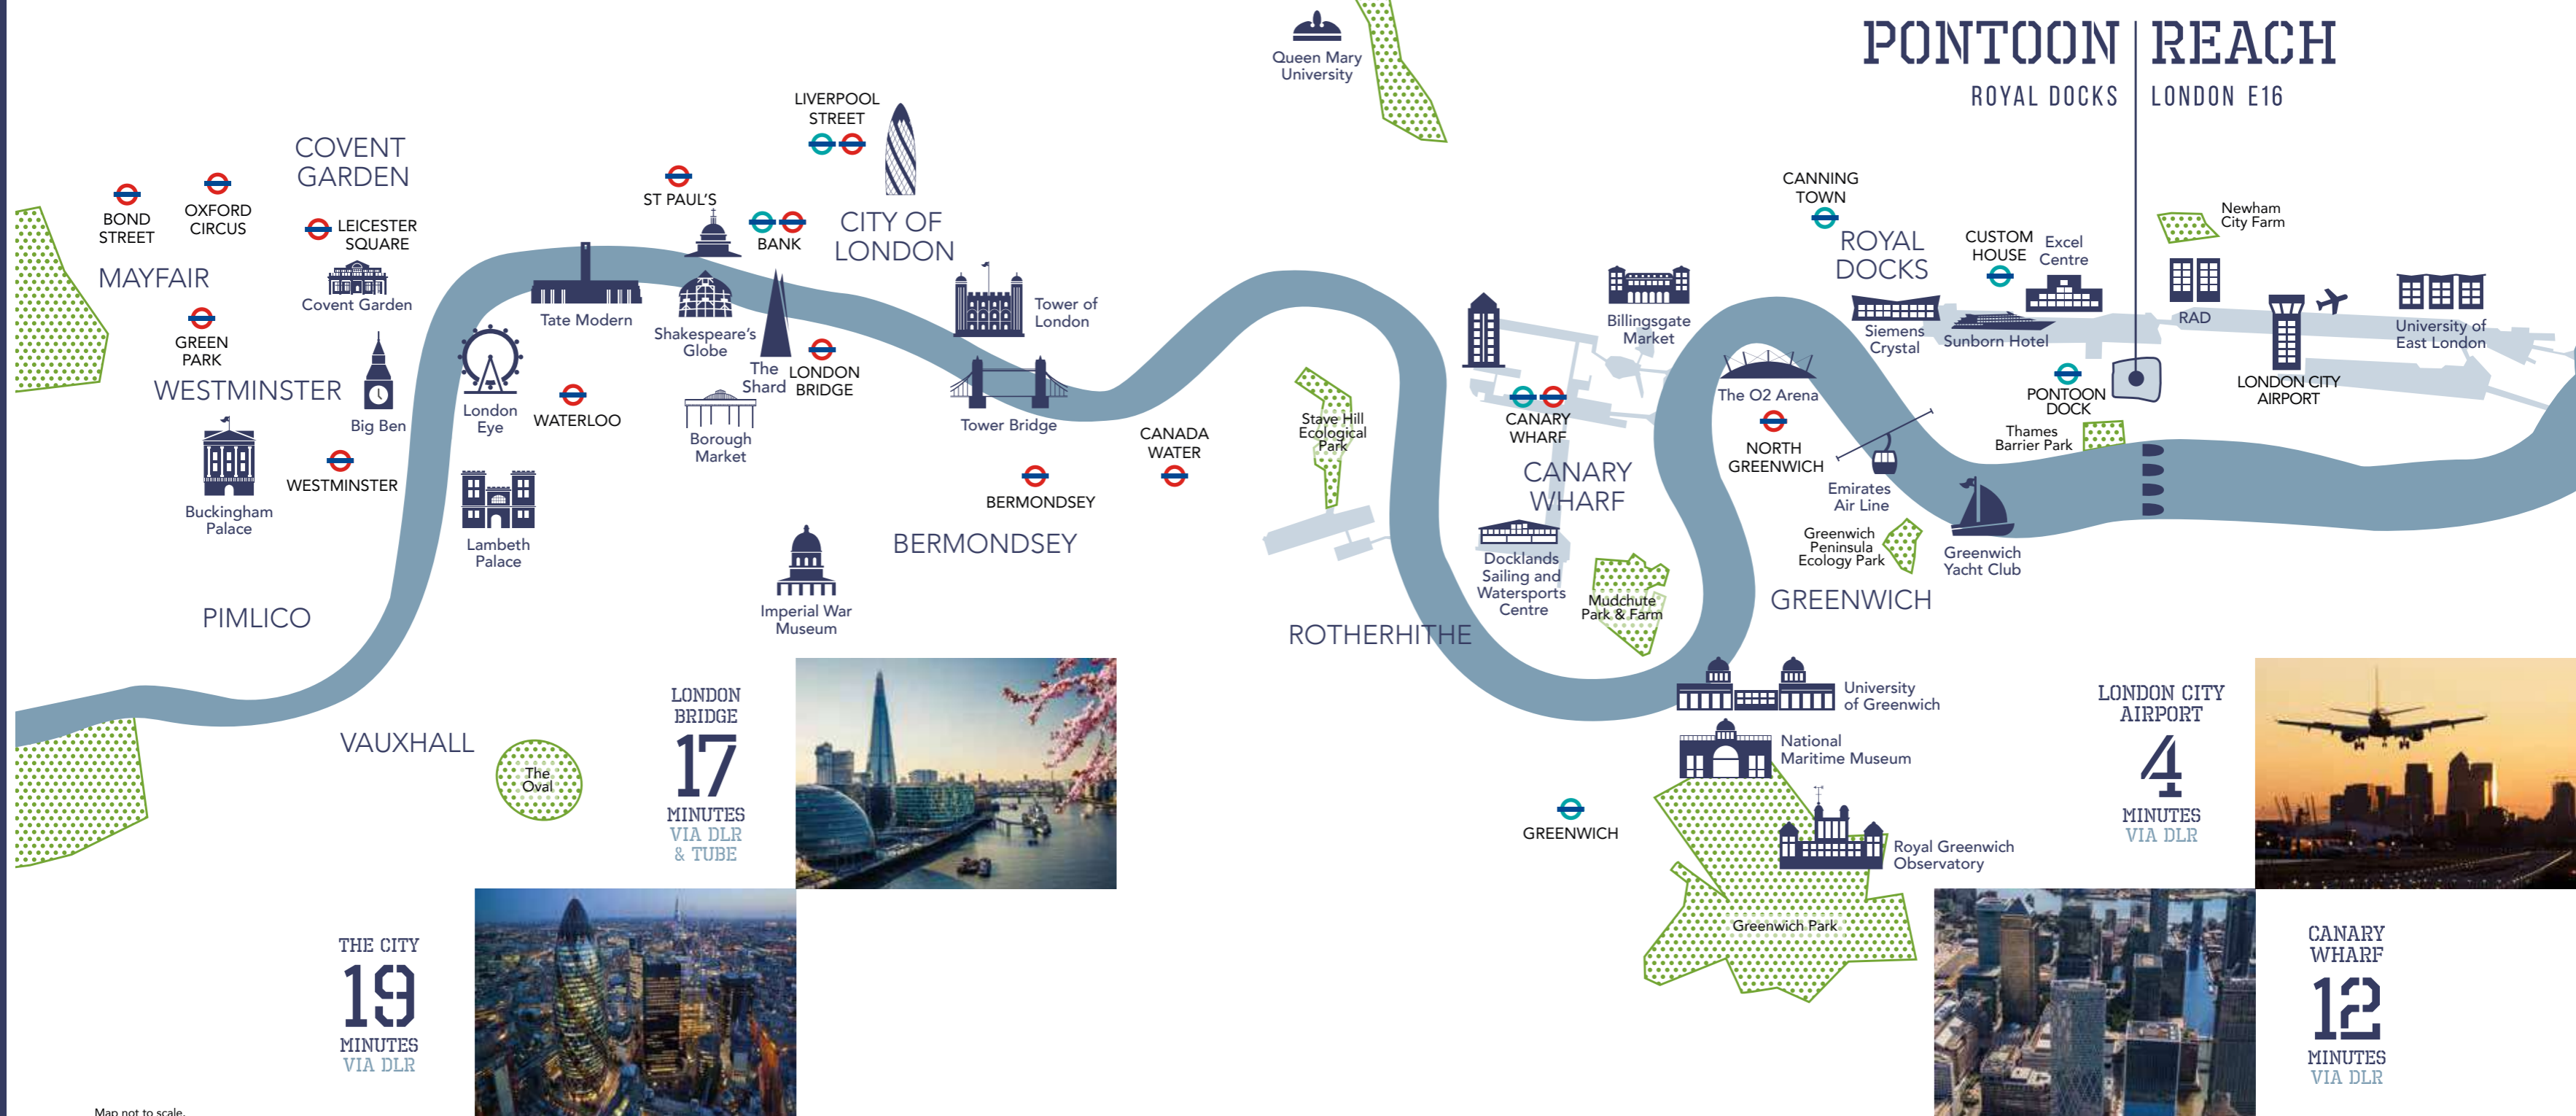 PONTOON REACH
ROYAL DOCKS LONDON E16
Queen Mary
University
LIVERPOOL
STREET
COVENT
GARDEN
BOND
STREET
OXFORD
CIRCUS
LEICESTER
SQUARE
ST PAUL'S
BANK
CITY OF
LONDON
MAYFAIR
Covent Garden
GREEN
PARK
WESTMINSTER
Big Ben
Buckingham
Palace
WESTMINSTER
London
Eye
Tate Modern
WATERLOO
Lambeth
Palace
Shakespeare's
Globe
The
Shard
LONDON
BRIDGE
Borough
Market
Tower of
London
Tower Bridge
CANADA
WATER
BERMONDSEY
BERMONDSEY
Imperial War
Museum
PIMLICO
VAUXHALL
The
Oval
Stave Hill
Ecological
Park
ROTHERHITHE
Billingsgate
Market
CANARY
WHARF
CANARY
WHARF
Docklands
Sailing and
Watersports
Centre
Mudchute
Park & Farm
CANNING
TOWN
ROYAL
DOCKS
CUSTOM
HOUSE
Excel
Centre
Newham
City Farm
Siemens
Crystal
Sunborn Hotel
RAD
University of
East London
The O2 Arena
NORTH
GREENWICH
Emirates
Air Line
PONTOON
DOCK
LONDON CITY
AIRPORT
Thames
Barrier Park
Greenwich
Peninsula
Ecology Park
Greenwich
Yacht Club
GREENWICH
University
of Greenwich
National
Maritime Museum
GREENWICH
Royal Greenwich
Observatory
Greenwich Park
LONDON
BRIDGE
17
MINUTES
VIA DLR
& TUBE
THE CITY
19
MINUTES
VIA DLR
LONDON CITY
AIRPORT
4
MINUTES
VIA DLR
CANARY
WHARF
12
MINUTES
VIA DLR
Map not to scale.